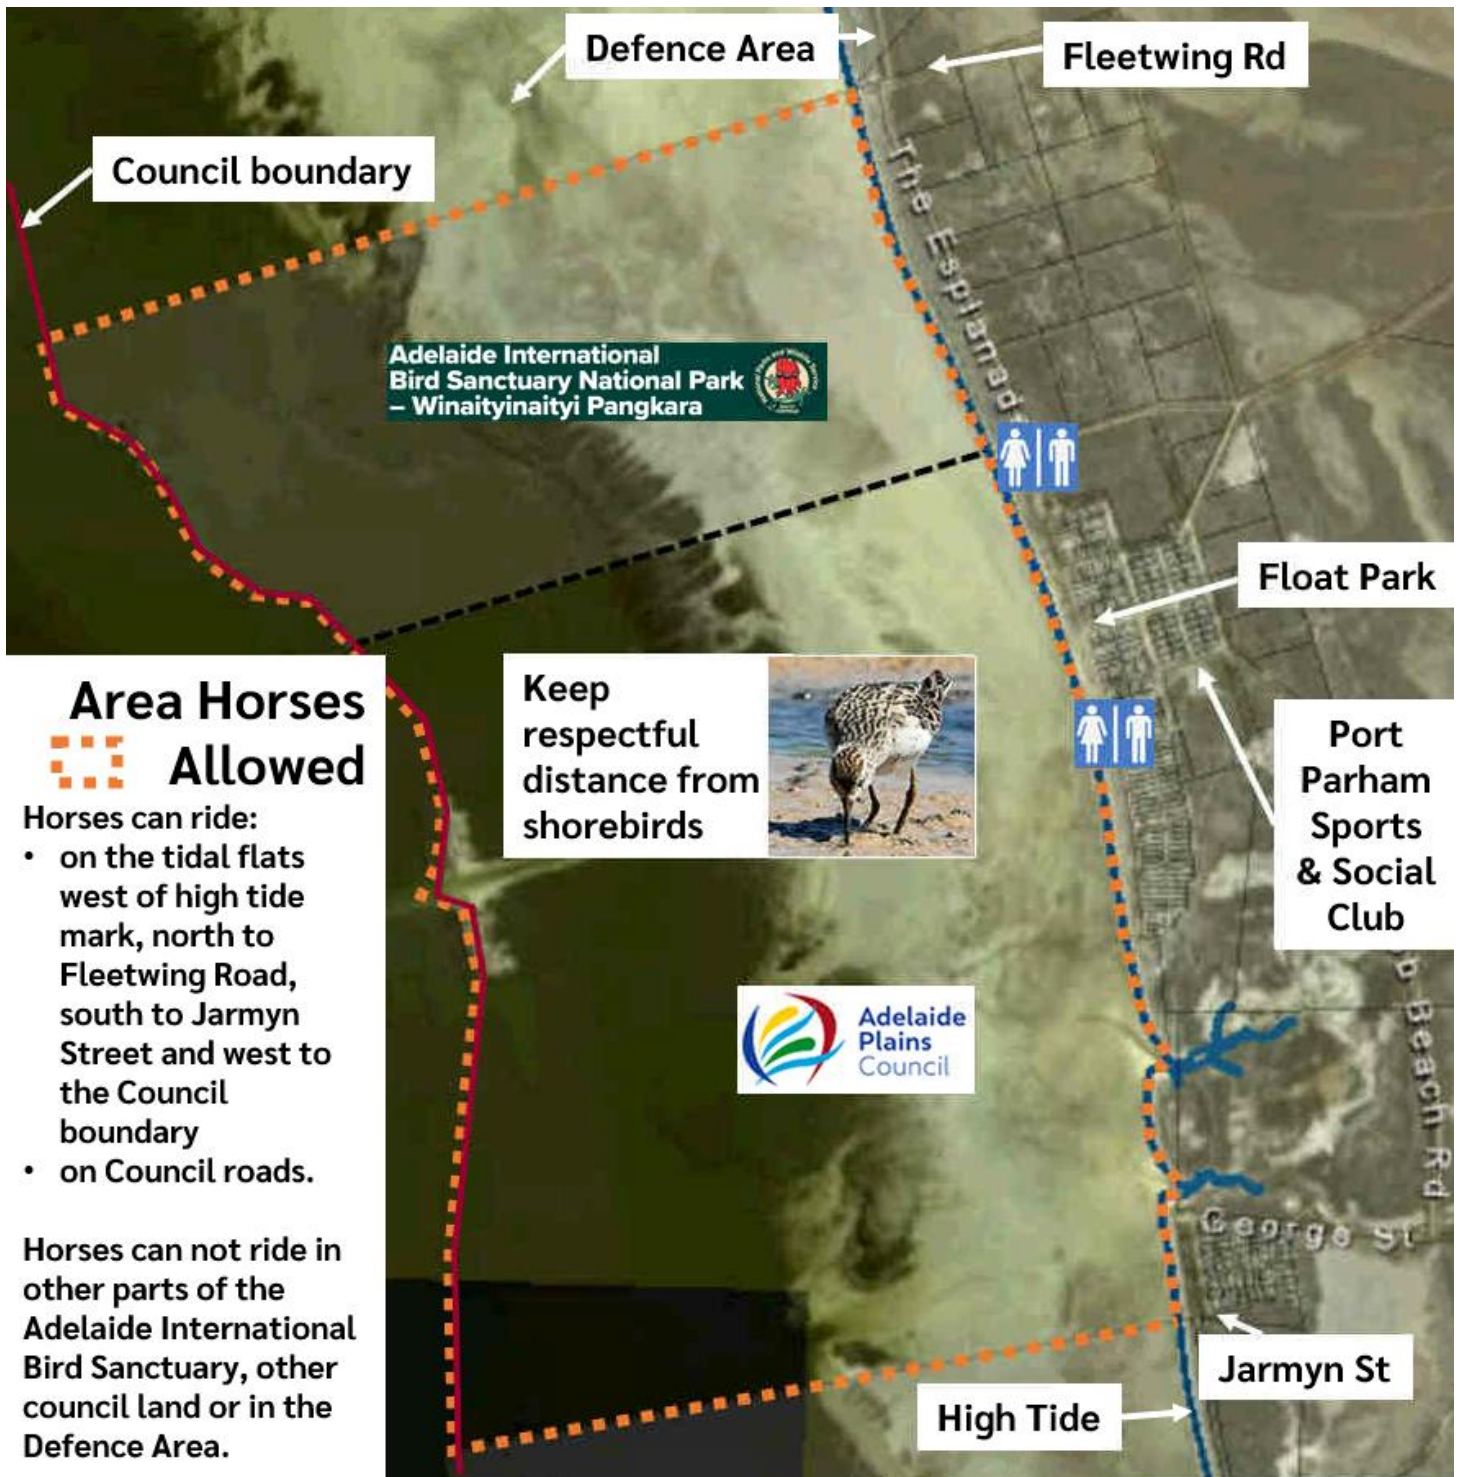 Defence Area
Fleetwing Rd
Council boundary
The Esplanad
Adelaide International
Bird Sanctuary National Park
– Winaityinaityi Pangkara
Float Park
Area Horses
Allowed
Horses can ride:
• on the tidal flats
west of high tide
mark, north to
Fleetwing Road,
south to Jarmyn
Street and west to
the Council
boundary
• on Council roads.
Horses can not ride in
other parts of the
Adelaide International
Bird Sanctuary, other
council land or in the
Defence Area.
Keep
respectful
distance from
shorebirds
Port
Parham
Sports
& Social
Club
Adelaide
Plains
Council
Beach Rd
George St
Jarmyn St
High Tide